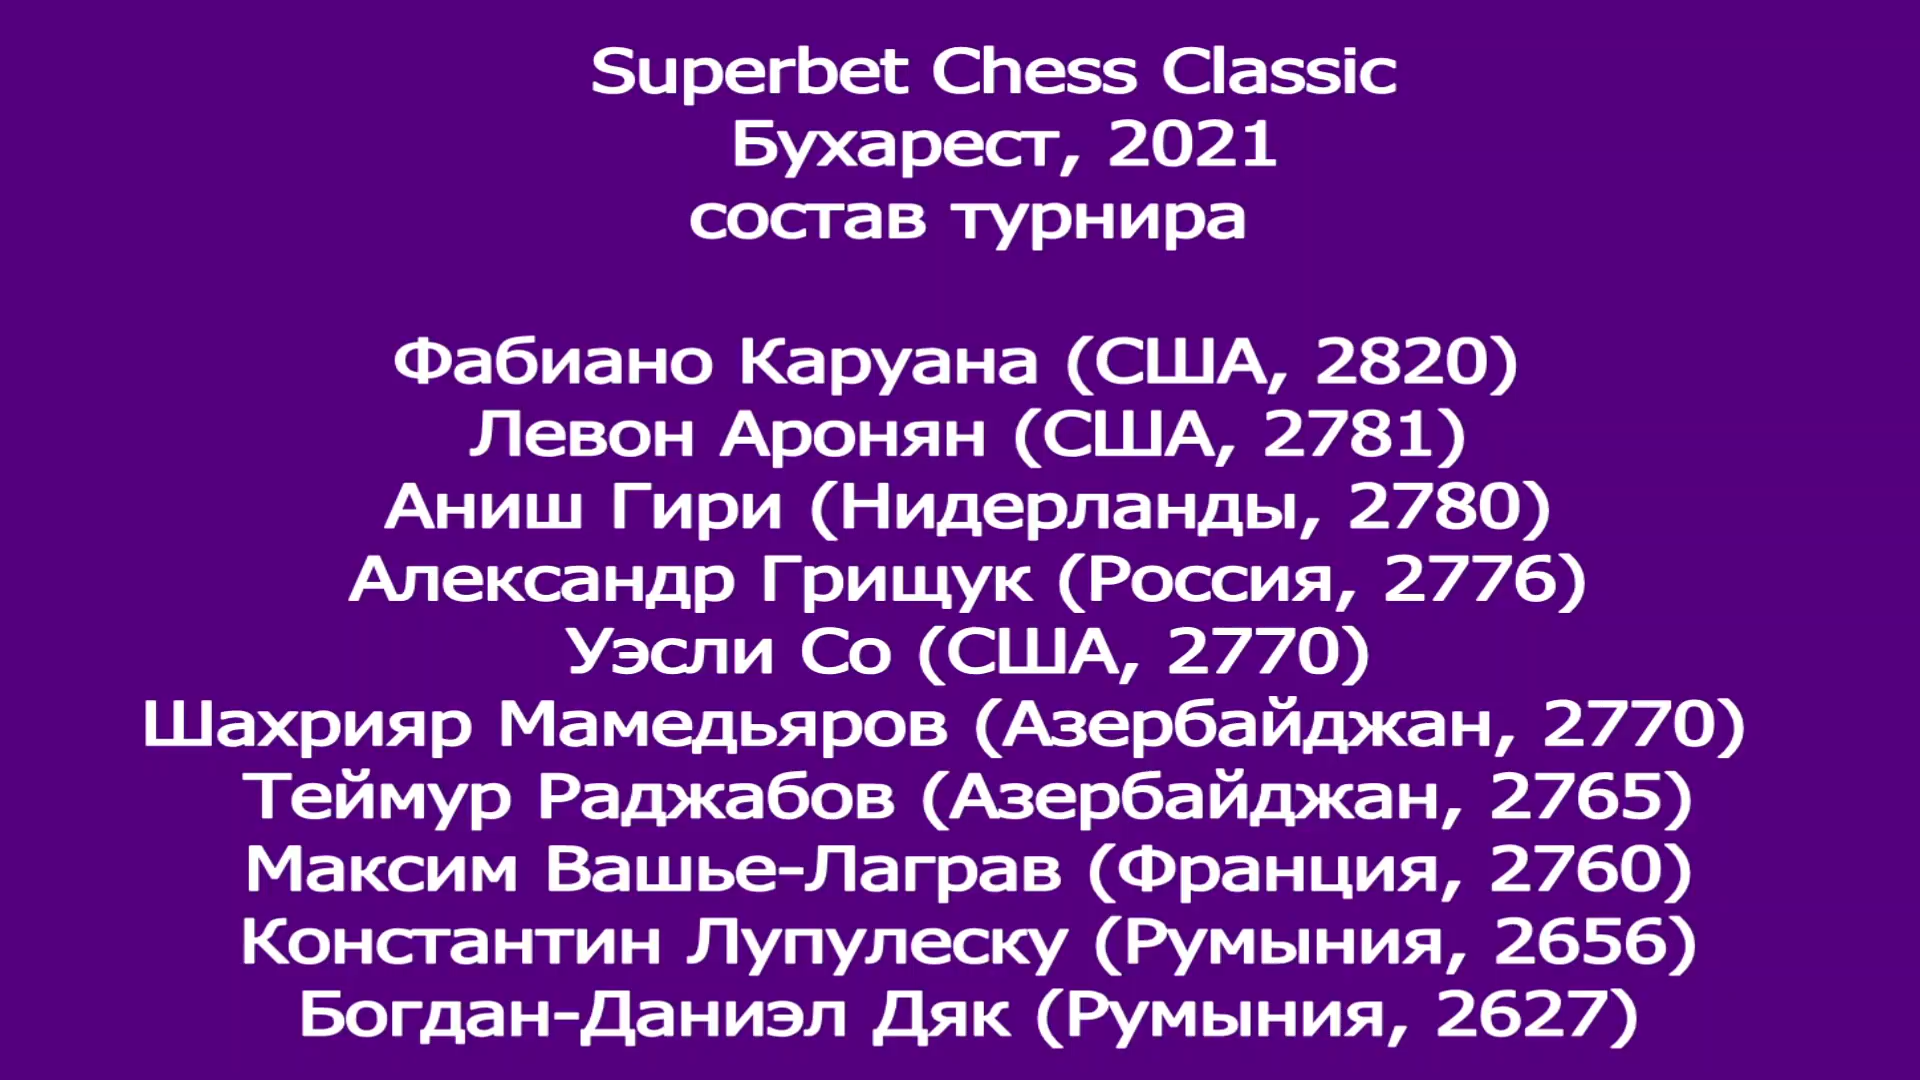 Superbet Chess Classic
Бухарест, 2021
состав турнира
Фабиано Каруана (США, 2820)
Левон Аронян (США, 2781)
Аниш Гири (Нидерланды, 2780)
Александр Грищук (Россия, 2776)
Уэсли Со (США, 2770)
Шахрияр Мамедьяров (Азербайджан, 2770)
Теймур Раджабов (Азербайджан, 2765)
Максим Вашье-Лаграв (Франция, 2760)
Константин Лупулеску (Румыния, 2656)
Богдан-Даниэл Дяк (Румыния, 2627)